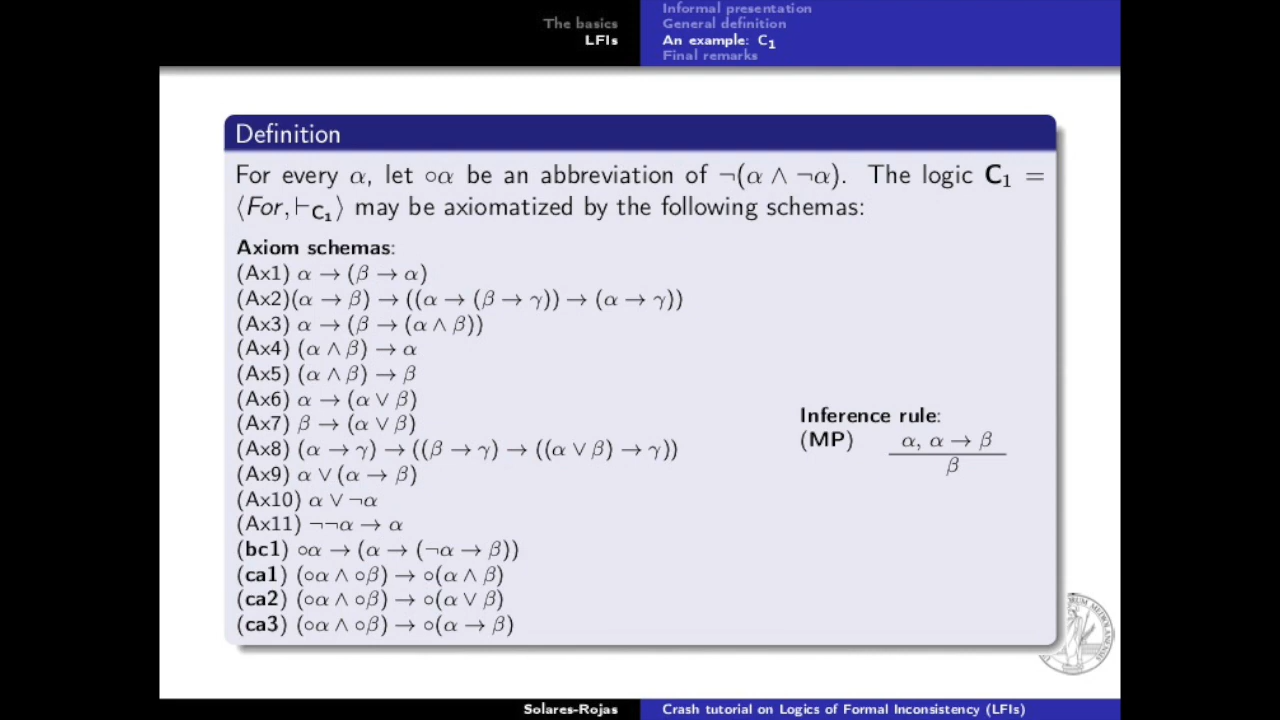 The basics
LFIs
Informal presentation
General definition
An example: C₁
Final remarks
Definition
For every α, let ∘α be an abbreviation of ¬(α ∧ ¬α). The logic C₁ =
⟨For, ⊢C₁⟩ may be axiomatized by the following schemas:
Axiom schemas:
(Ax1) α → (β → α)
(Ax2)(α → β) → ((α → (β → γ)) → (α → γ))
(Ax3) α → (β → (α ∧ β))
(Ax4) (α ∧ β) → α
(Ax5) (α ∧ β) → β
(Ax6) α → (α ∨ β)
(Ax7) β → (α ∨ β)
(Ax8) (α → γ) → ((β → γ) → ((α ∨ β) → γ))
(Ax9) α ∨ (α → β)
(Ax10) α ∨ ¬α
(Ax11) ¬¬α → α
(bc1) ∘α → (α → (¬α → β))
(ca1) (∘α ∧ ∘β) → ∘(α ∧ β)
(ca2) (∘α ∧ ∘β) → ∘(α ∨ β)
(ca3) (∘α ∧ ∘β) → ∘(α → β)
Inference rule:
(MP) α, α → β
β
Solares-Rojas
Crash tutorial on Logics of Formal Inconsistency (LFIs)